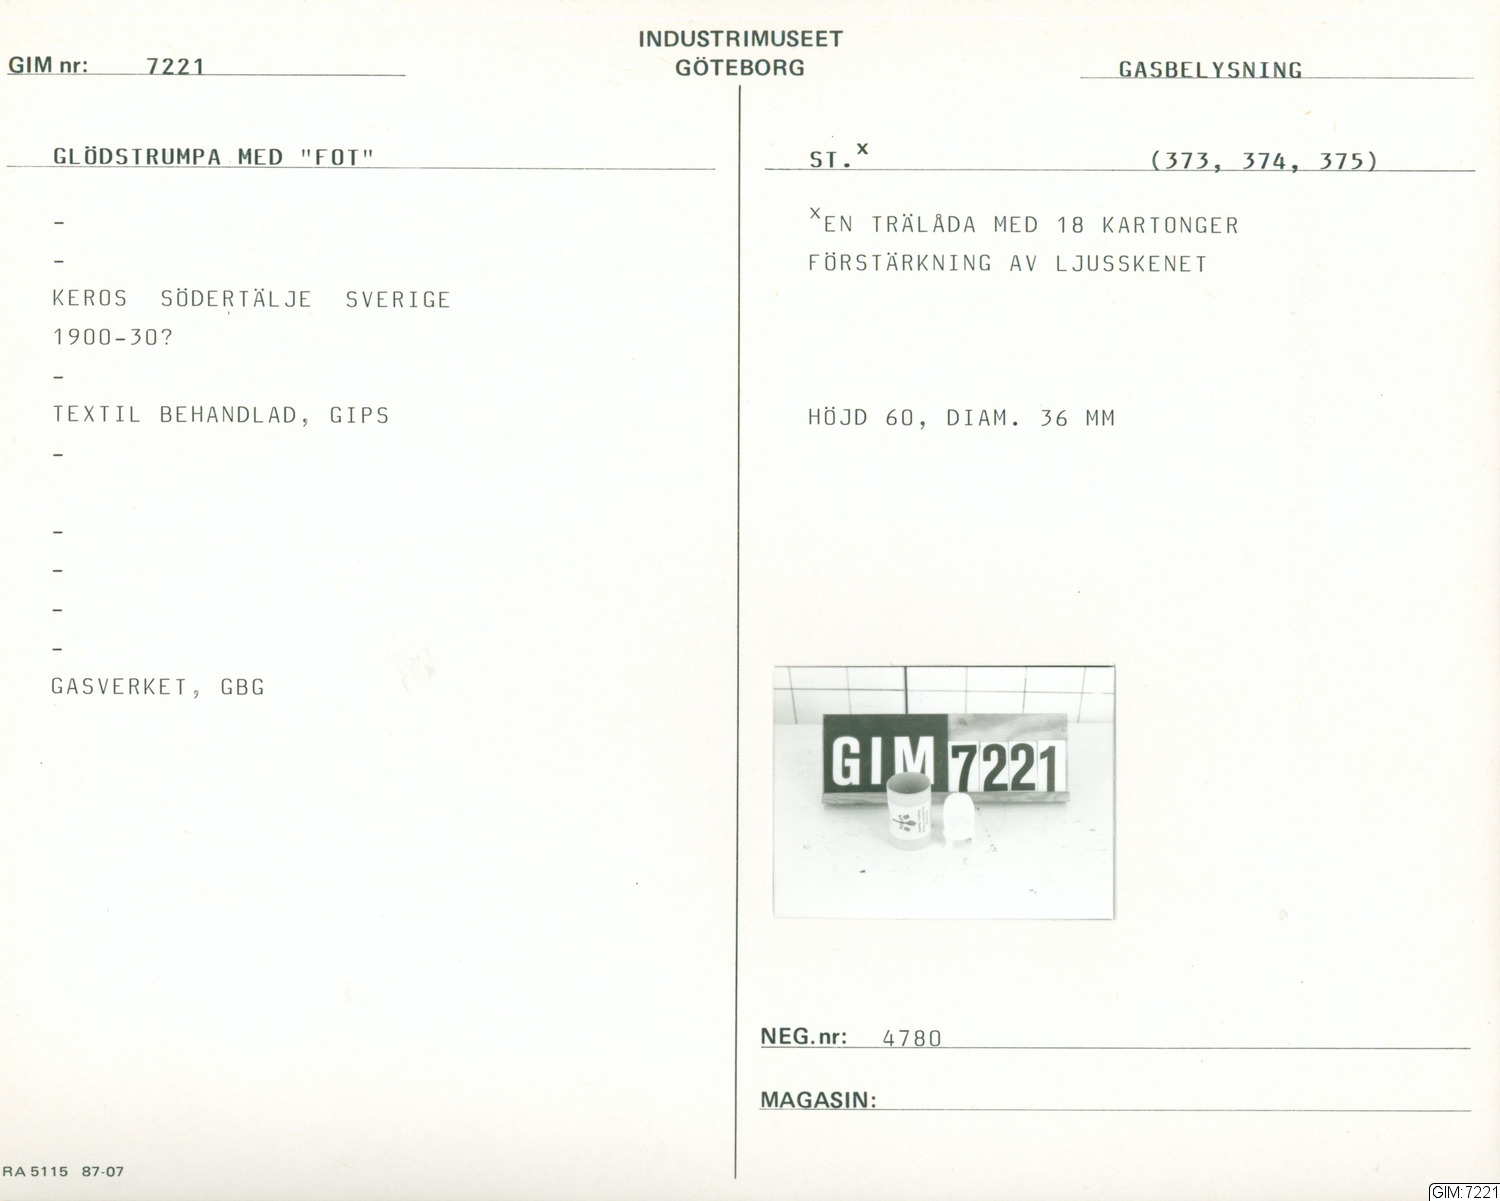 INDUSTRIMUSEET
GÖTEBORG
GIM nr: 7221
GASBELYSNING
GLÖDSTRUMPA MED "FOT"
-
-
KEROS SÖDERTÄLJE SVERIGE
1900-30?
-
TEXTIL BEHANDLAD, GIPS
-
-
-
-
-
GASVERKET, GBG
RA 5115 87-07
ST.x (373, 374, 375)
xEN TRÄLÅDA MED 18 KARTONGER
FÖRSTÄRKNING AV LJUSSKENET
HÖJD 60, DIAM. 36 MM
GIM 7221
NEG.nr: 4780
MAGASIN:
GIM:7221